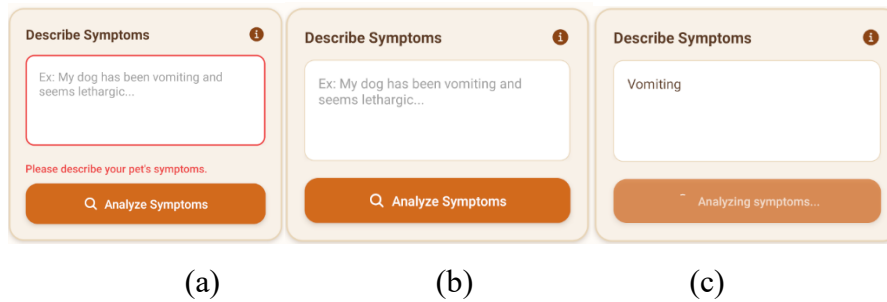 Describe Symptoms i
Ex: My dog has been vomiting and
seems lethargic...
Please describe your pet's symptoms.
Analyze Symptoms
Describe Symptoms i
Ex: My dog has been vomiting and
seems lethargic...
Analyze Symptoms
Describe Symptoms i
Vomiting
Analyzing symptoms...
(a)
(b)
(c)